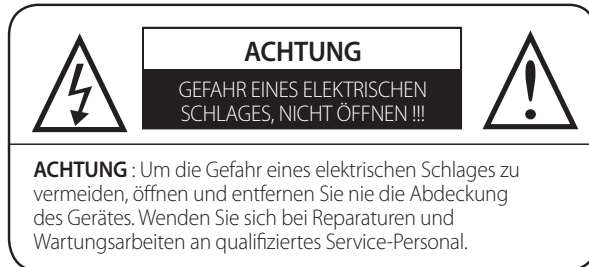 ACHTUNG
GEFAHR EINES ELEKTRISCHEN
SCHLAGES, NICHT ÖFFNEN !!!
ACHTUNG : Um die Gefahr eines elektrischen Schlages zu
vermeiden, öffnen und entfernen Sie nie die Abdeckung
des Gerätes. Wenden Sie sich bei Reparaturen und
Wartungsarbeiten an qualifiziertes Service-Personal.